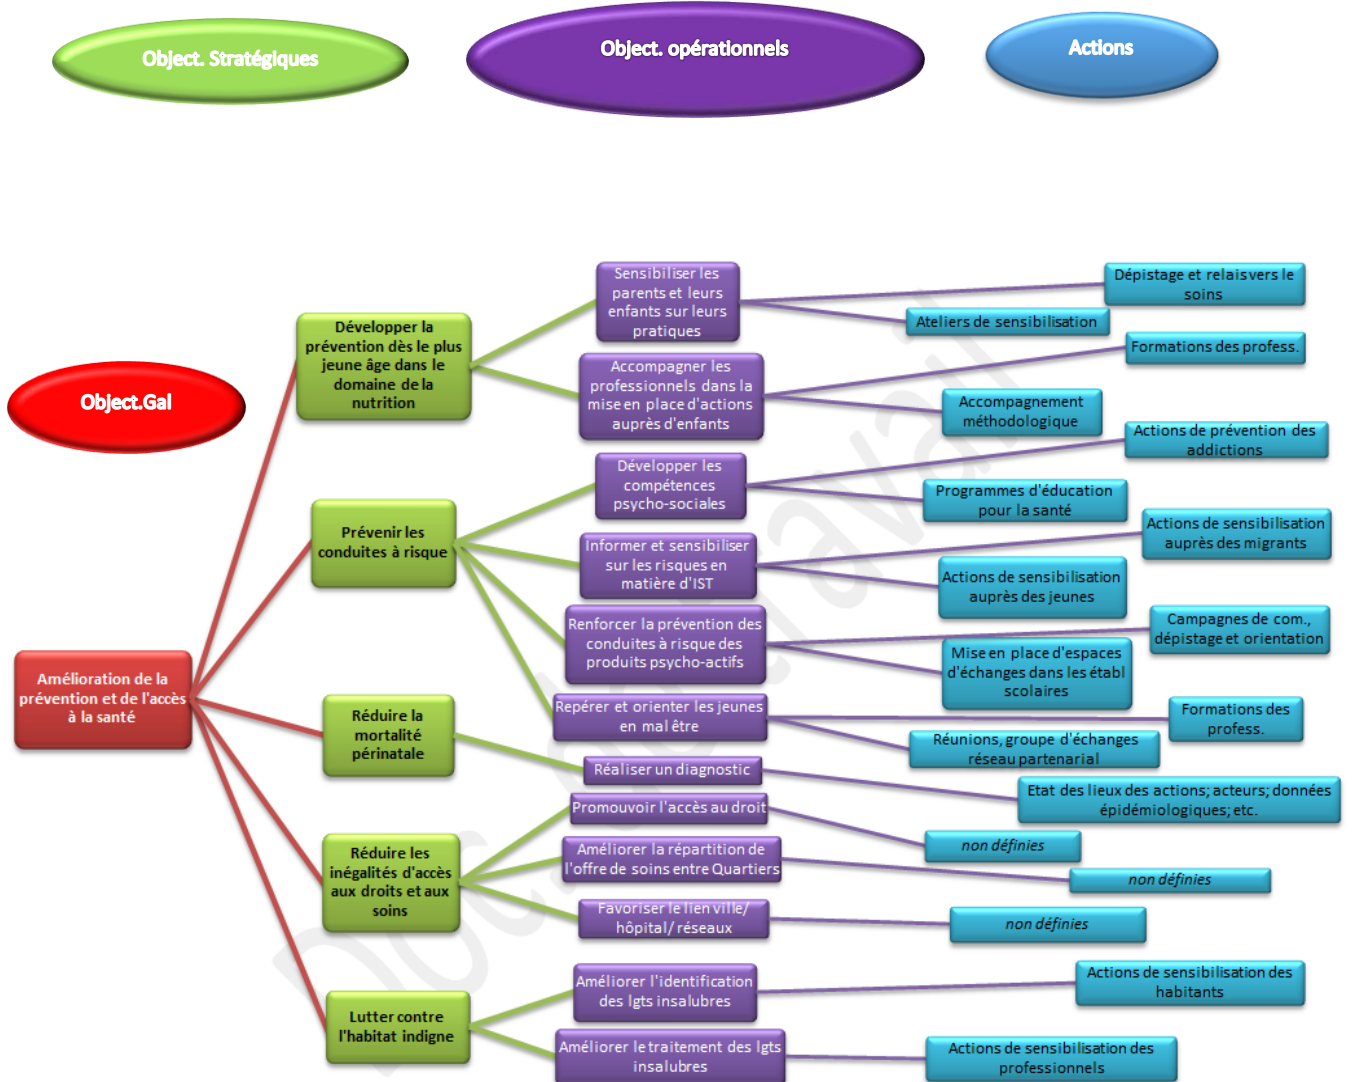 Object. Stratégiques
Object. opérationnels
Actions
Object.Gal
Amélioration de la
prévention et de l'accès
à la santé
Développer la
prévention dès le plus
jeune âge dans le
domaine de la
nutrition
Sensibiliser les
parents et leurs
enfants sur leurs
pratiques
Dépistage et relais vers le
soins
Ateliers de sensibilisation
Accompagner les
professionnels dans la
mise en place d'actions
auprès d'enfants
Formations des profess.
Accompagnement
méthodologique
Prévenir les
conduites à risque
Développer les
compétences
psycho-sociales
Actions de prévention des
addictions
Programmes d'éducation
pour la santé
Informer et sensibiliser
sur les risques en
matière d'IST
Actions de sensibilisation
auprès des migrants
Actions de sensibilisation
auprès des jeunes
Renforcer la prévention des
conduites à risque des
produits psycho-actifs
Campagnes de com.,
dépistage et orientation
Mise en place d'espaces
d'échanges dans les établ
scolaires
Repérer et orienter les jeunes
en mal être
Formations des
profess.
Réunions, groupe d'échanges
réseau partenarial
Réduire la
mortalité
périnatale
Réaliser un diagnostic
Etat des lieux des actions; acteurs; données
épidémiologiques; etc.
Réduire les
inégalités d'accès
aux droits et aux
soins
Promouvoir l'accès au droit
non définies
Améliorer la répartition de
l'offre de soins entre Quartiers
non définies
Favoriser le lien ville/
hôpital/ réseaux
non définies
Lutter contre
l'habitat indigne
Améliorer l'identification
des lgts insalubres
Actions de sensibilisation des
habitants
Améliorer le traitement des lgts
insalubres
Actions de sensibilisation des
professionnels